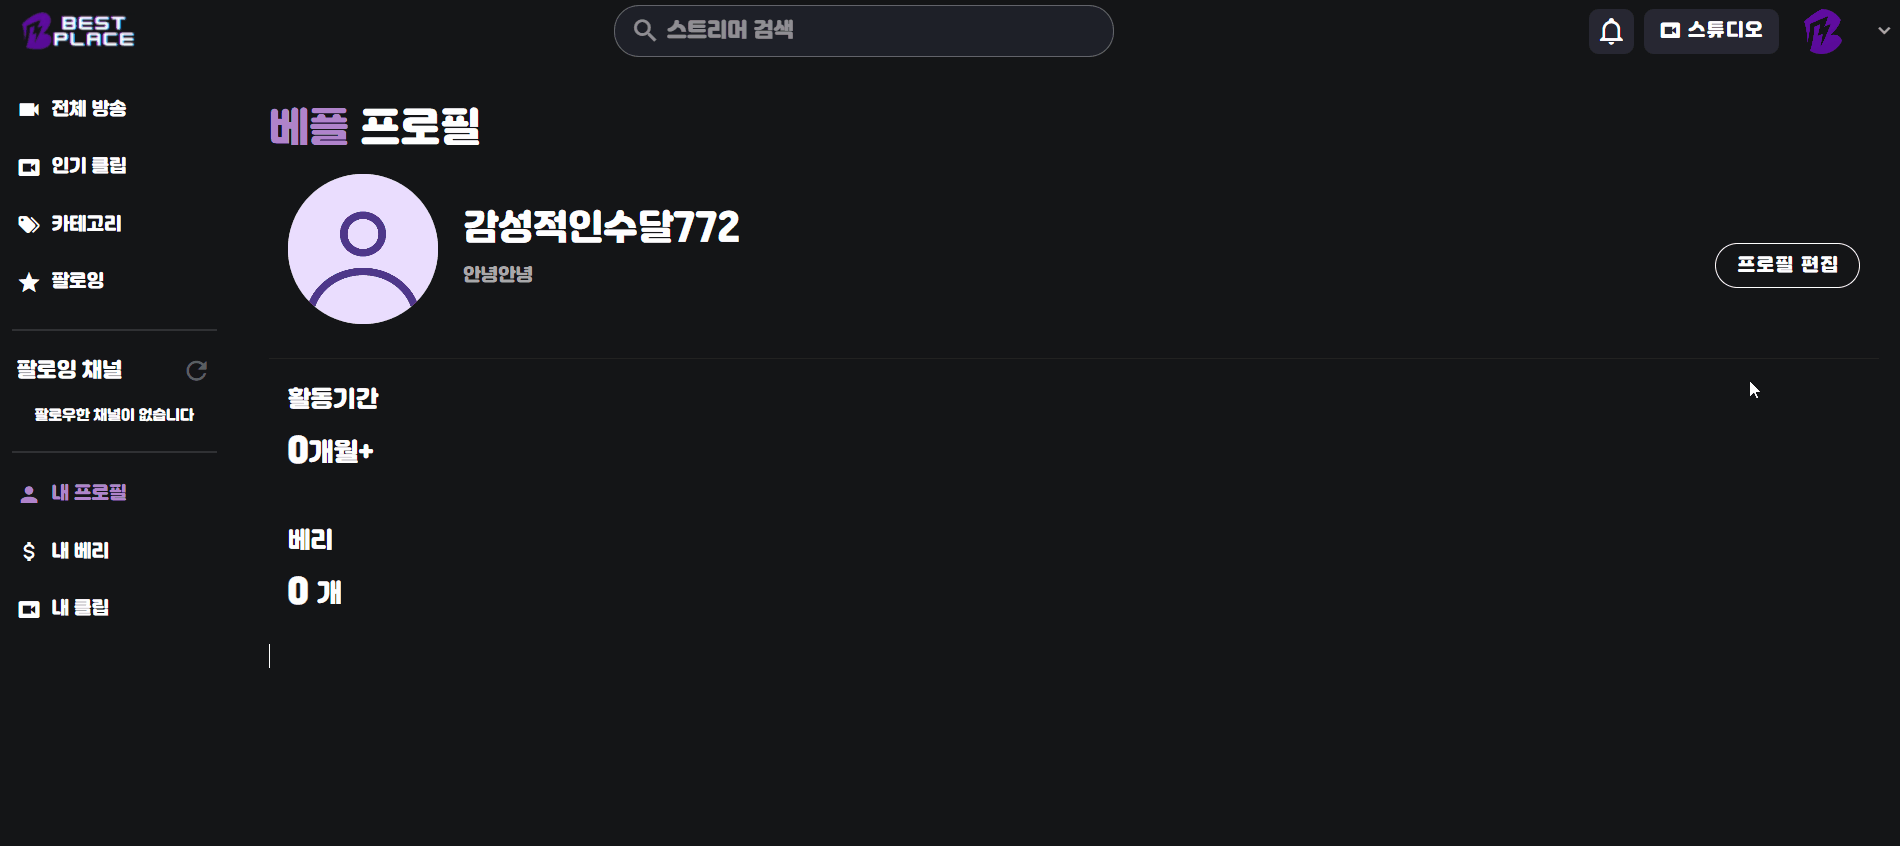 BEST
PLACE
스트리머 검색
스튜디오
전체 방송
인기 클립
카테고리
팔로잉
팔로잉 채널
팔로우한 채널이 없습니다
내 프로필
내 베리
내 클립
베플 프로필
감성적인수달772
안녕안녕
프로필 편집
활동기간
0개월+
베리
0 개